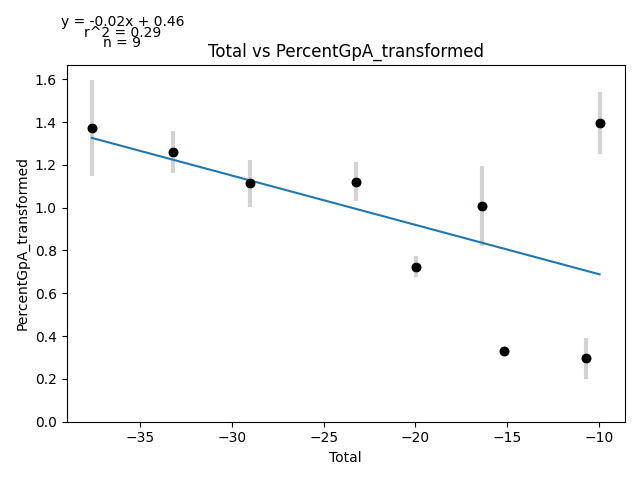 y = -0.02x + 0.46
r^2 = 0.29
n = 9
Total vs PercentGpA_transformed
PercentGpA_transformed
1.6
1.4
1.2
1.0
0.8
0.6
0.4
0.2
0.0
−35
−30
−25
−20
−15
−10
Total